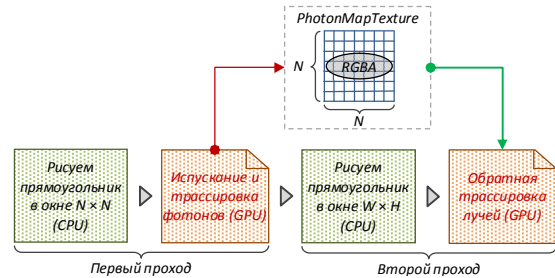 PhotonMapTexture
N
RGBA
N
Рисуем
прямоугольник
в окне N × N
(CPU)
Испускание и
трассировка
фотонов (GPU)
Рисуем
прямоугольник
в окне W × H
(CPU)
Обратная
трассировка
лучей (GPU)
Первый проход
Второй проход